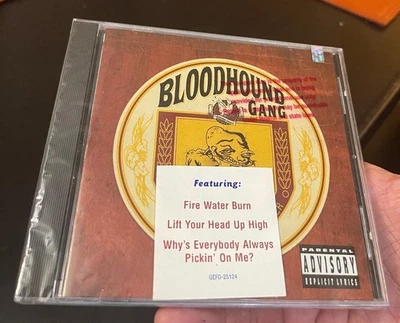 BLOODHOUND
GANG
Featuring:
Fire Water Burn
Lift Your Head Up High
Why's Everybody Always
Pickin' On Me?
GEFD-25124
PARENTAL
ADVISORY
EXPLICIT LYRICS